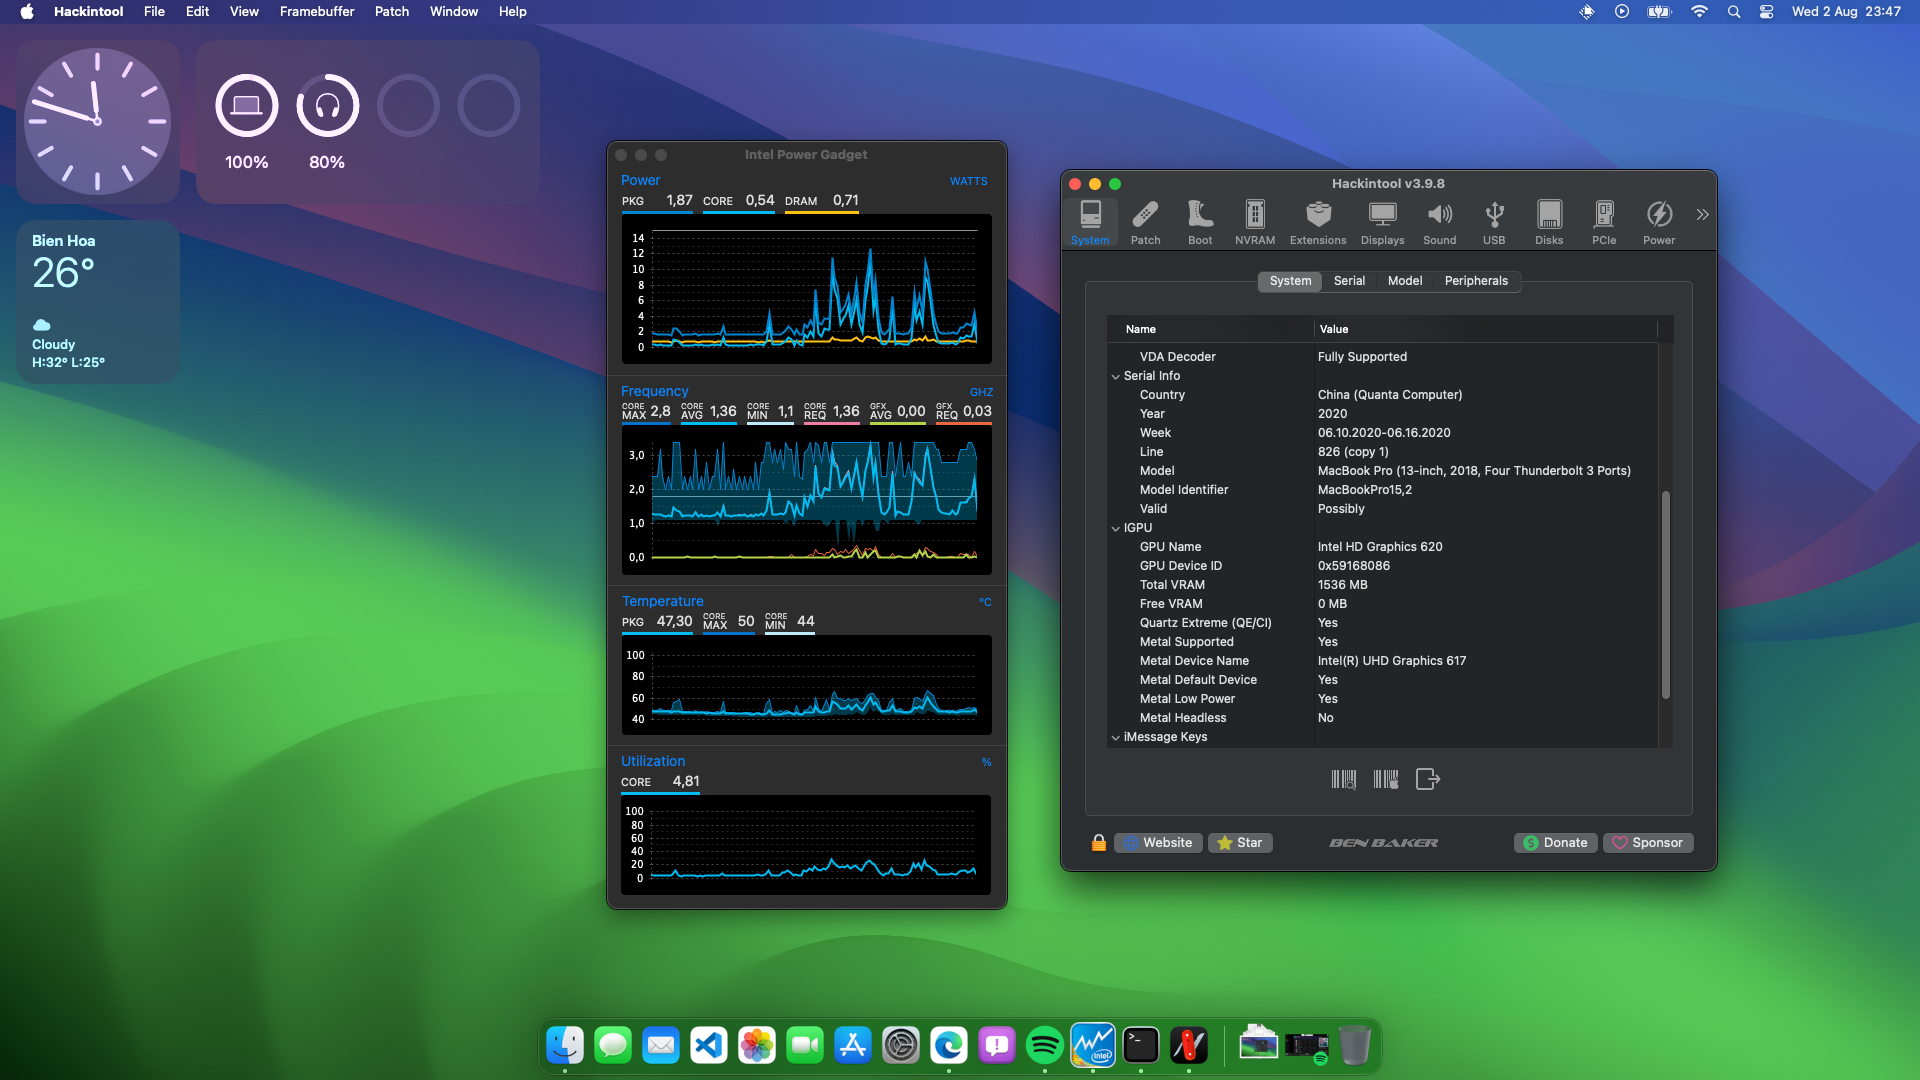 Hackintool File Edit View Framebuffer Patch Window Help
Wed 2 Aug 23:47
100% 80%
Bien Hoa
26°
Cloudy
H:32° L:25°
Intel Power Gadget
Power WATTS
PKG 1,87 CORE 0,54 DRAM 0,71
14
12
10
8
6
4
2
0
Frequency GHZ
CORE MAX 2,8 CORE AVG 1,36 CORE MIN 1,1 CORE REQ 1,36 GFX AVG 0,00 GFX REQ 0,03
3,0
2,0
1,0
0,0
Temperature °C
PKG 47,30 CORE MAX 50 CORE MIN 44
100
80
60
40
Utilization %
CORE 4,81
100
80
60
40
20
0
Hackintool v3.9.8
System Patch Boot NVRAM Extensions Displays Sound USB Disks PCIe Power
System Serial Model Peripherals
Name Value
VDA Decoder Fully Supported
Serial Info
Country China (Quanta Computer)
Year 2020
Week 06.10.2020-06.16.2020
Line 826 (copy 1)
Model MacBook Pro (13-inch, 2018, Four Thunderbolt 3 Ports)
Model Identifier MacBookPro15,2
Valid Possibly
IGPU
GPU Name Intel HD Graphics 620
GPU Device ID 0x59168086
Total VRAM 1536 MB
Free VRAM 0 MB
Quartz Extreme (QE/CI) Yes
Metal Supported Yes
Metal Device Name Intel(R) UHD Graphics 617
Metal Default Device Yes
Metal Low Power Yes
Metal Headless No
iMessage Keys
Website Star BEN BAKER Donate Sponsor
intel